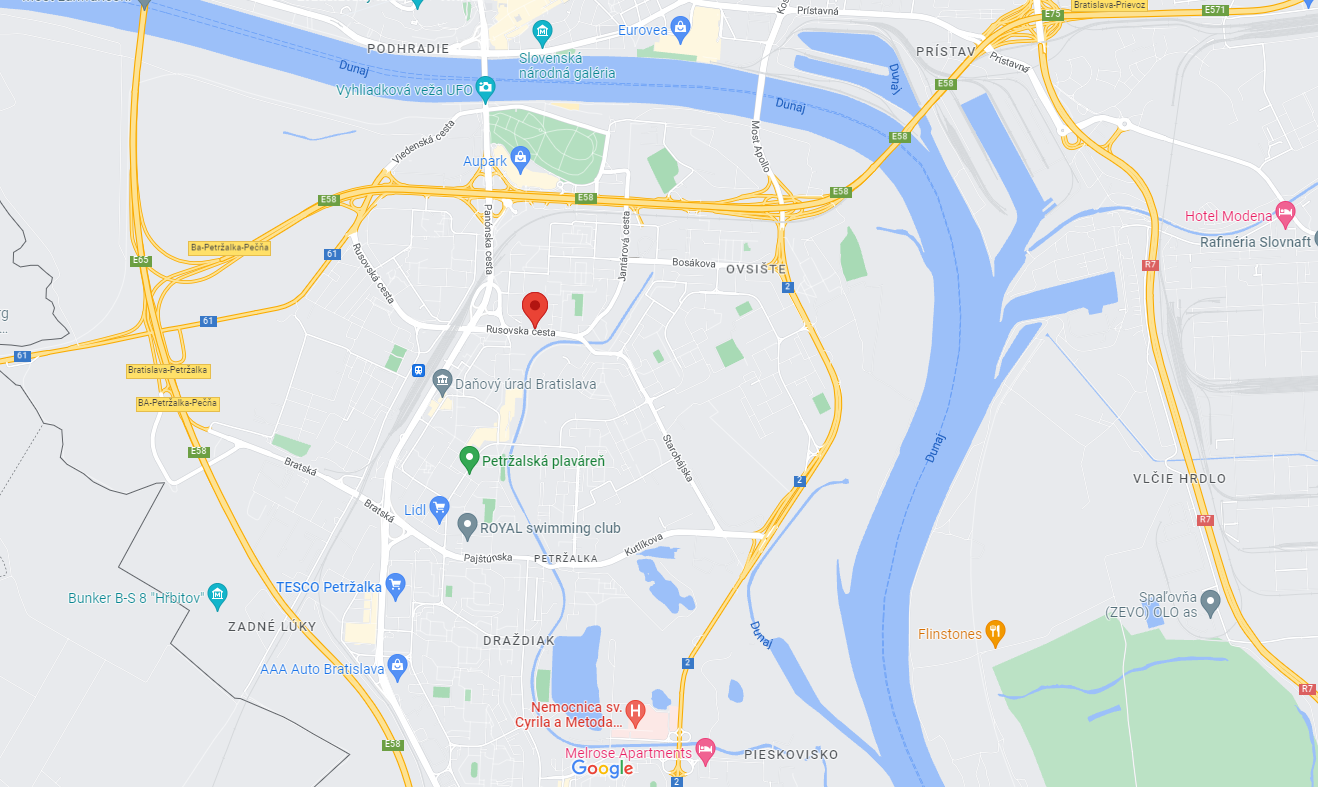 Bratislava-Prievoz
E75
E571
Prístavná
Eurovea
PODHRADIE
Slovenská
národná galéria
PRÍSTAV
Prístavná
Dunaj
Dunaj
Výhliadková veža UFO
E58
Dunaj
Viedenská cesta
Most Apollo
E58
Aupark
E58
E58
E58
Panónska cesta
Jantárová cesta
Hotel Modena
Rafinéria Slovnaft
Ba-Petržalka-Pečňa
61
E65
Rusovská cesta
Bosákova
OVSIŠTE
R7
2
61
Rusovská cesta
61
Bratislava-Petržalka
Daňový úrad Bratislava
BA-Petržalka-Pečňa
E58
Starohájska
Dunaj
Bratská
Petržalská plaváreň
2
VLČIE HRDLO
Bratská
Lidl
R7
ROYAL swimming club
Kutlíkova
Pajštúnska
PETRŽALKA
TESCO Petržalka
Bunker B-S 8 "Hřbitov"
Spaľovňa
(ZEVO) OLO as
ZADNÉ LÚKY
DRAŽDIAK
Dunaj
Flinstones
AAA Auto Bratislava
2
R7
Nemocnica sv.
Cyrila a Metoda...
E58
Melrose Apartments
PIESKOVISKO
Google
2